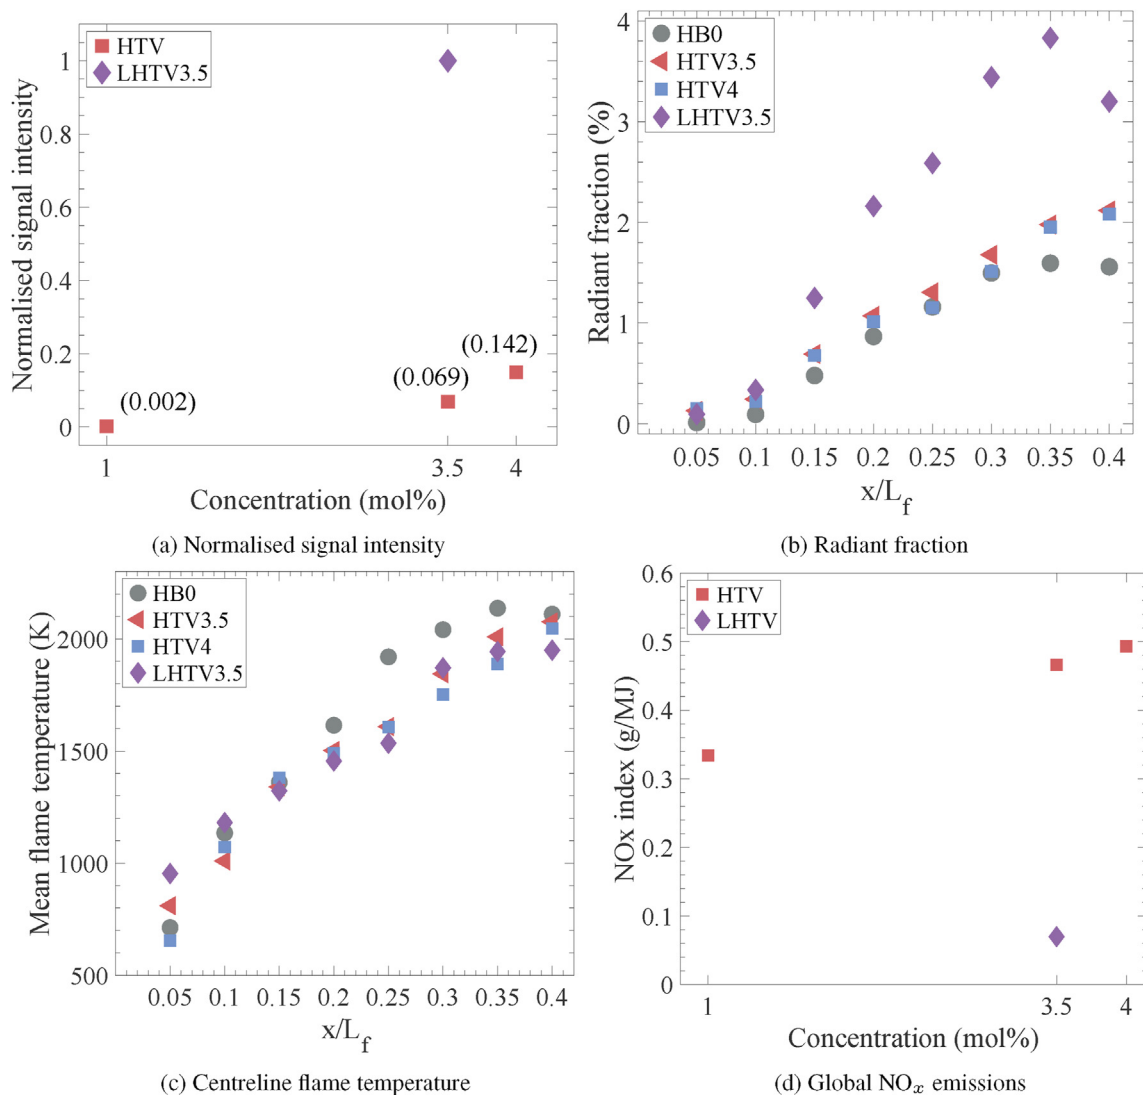 HTV
LHTV3.5
1
0.8
0.6
0.4
0.2
0
(0.002)
(0.069)
(0.142)
1
3.5
4
Normalised signal intensity
Concentration (mol%)
(a) Normalised signal intensity
HB0
HTV3.5
HTV4
LHTV3.5
4
3
2
1
0
Radiant fraction (%)
0.05 0.1 0.15 0.2 0.25 0.3 0.35 0.4
x/L_f
(b) Radiant fraction
HB0
HTV3.5
HTV4
LHTV3.5
2000
1500
1000
500
Mean flame temperature (K)
0.05 0.1 0.15 0.2 0.25 0.3 0.35 0.4
x/L_f
(c) Centreline flame temperature
HTV
LHTV
0.6
0.5
0.4
0.3
0.2
0.1
0
NOx index (g/MJ)
1
3.5
4
Concentration (mol%)
(d) Global NOx emissions